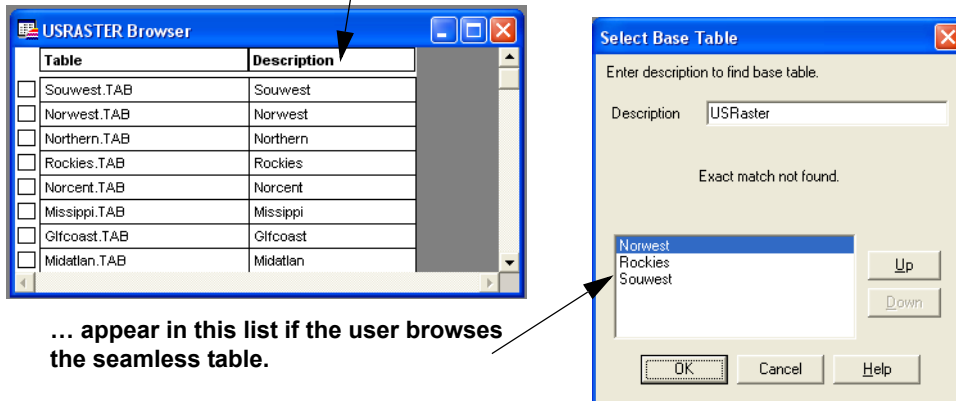 USRASTER Browser
Table Description
Souwest.TAB Souwest
Norwest.TAB Norwest
Northern.TAB Northern
Rockies.TAB Rockies
Norcent.TAB Norcent
Missippi.TAB Missippi
Glfcoast.TAB Glfcoast
Midatlan.TAB Midatlan
… appear in this list if the user browses
the seamless table.
Select Base Table
Enter description to find base table.
Description USRaster
Exact match not found.
Norwest
Rockies
Souwest
Up
Down
OK Cancel Help